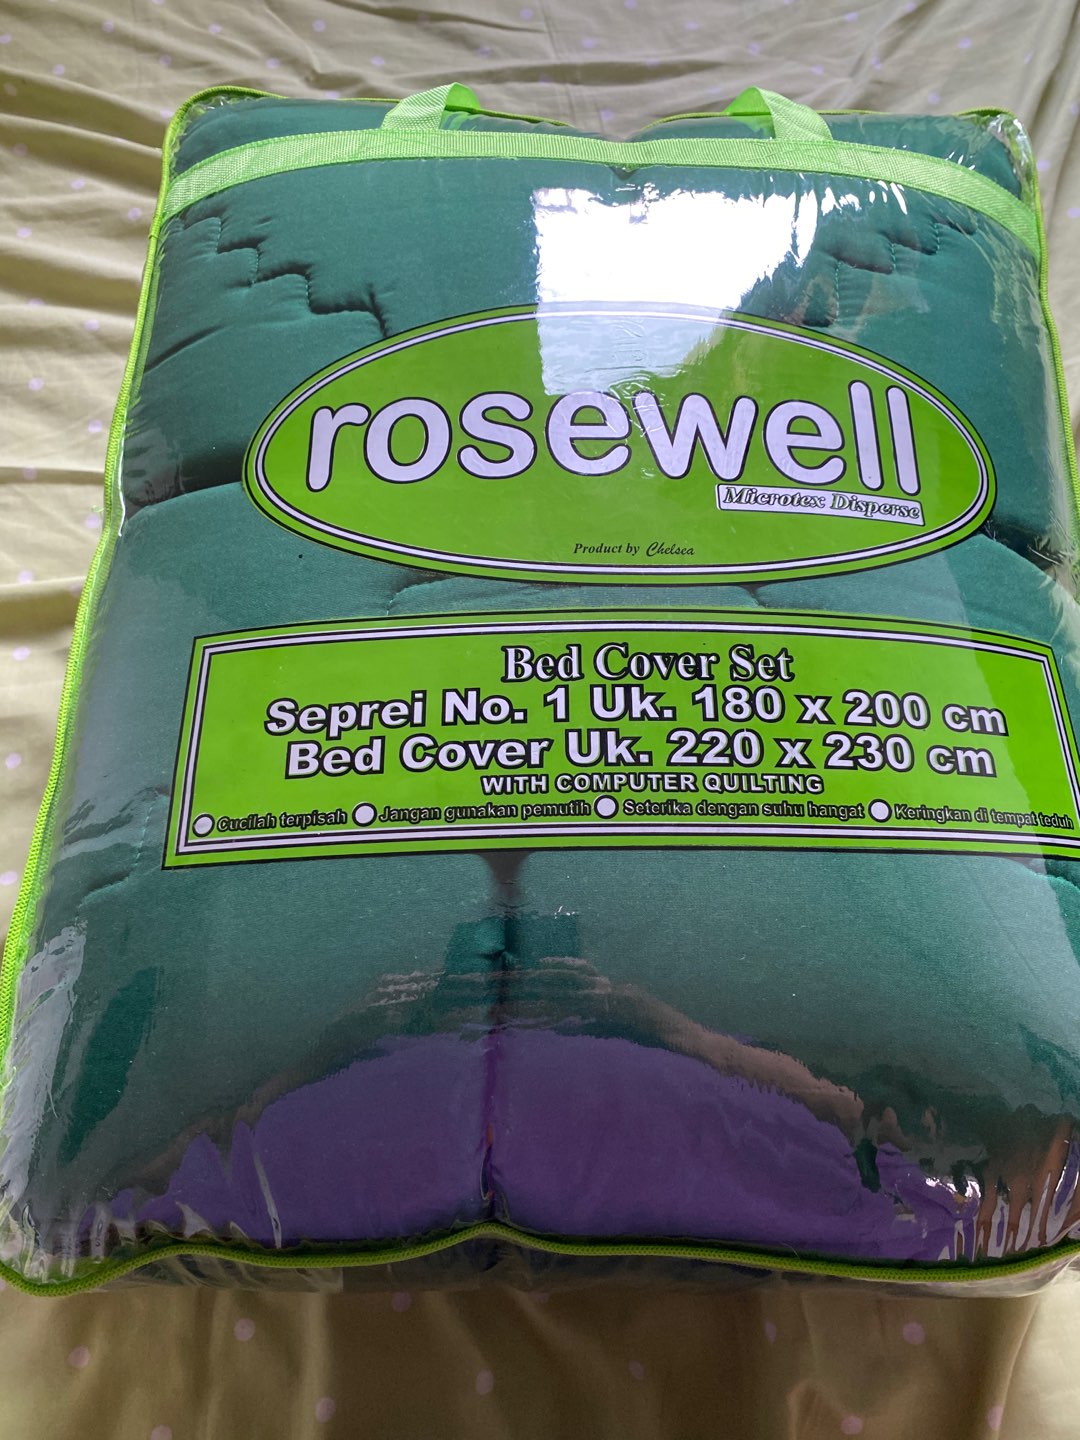 rosewell
Microtex Disperse
Product by Chelsea
Bed Cover Set
Seprei No. 1 Uk. 180 x 200 cm
Bed Cover Uk. 220 x 230 cm
WITH COMPUTER QUILTING
Cucilah terpisah Jangan gunakan pemutih Seterika dengan suhu hangat Keringkan di tempat teduh